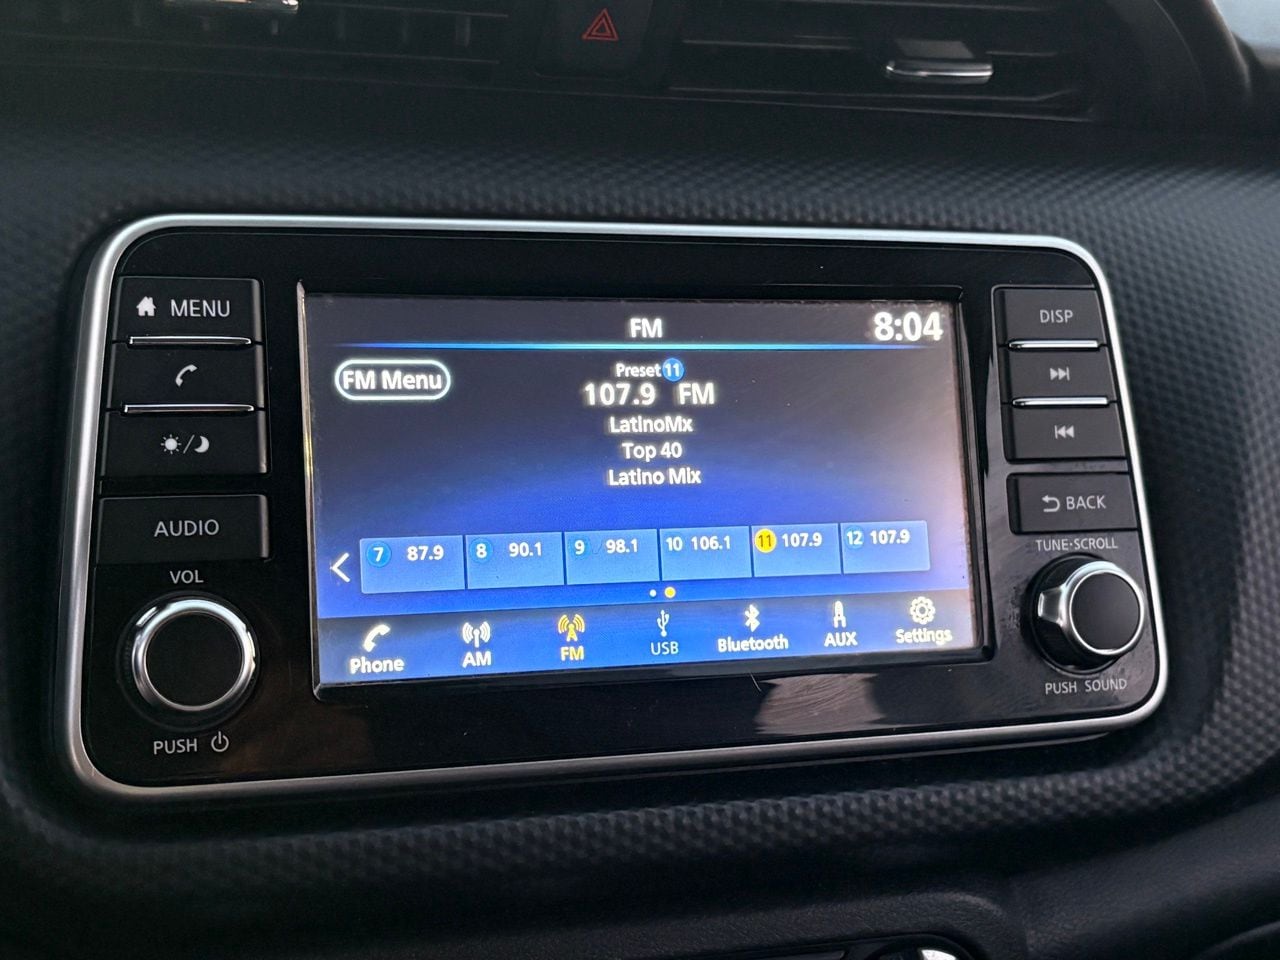 MENU
AUDIO
VOL
PUSH
FM
8:04
FM Menu
Preset 11
107.9 FM
LatinoMx
Top 40
Latino Mix
7 87.9
8 90.1
9 98.1
10 106.1
11 107.9
12 107.9
Phone
AM
FM
USB
Bluetooth
AUX
Settings
DISP
BACK
TUNE·SCROLL
PUSH SOUND